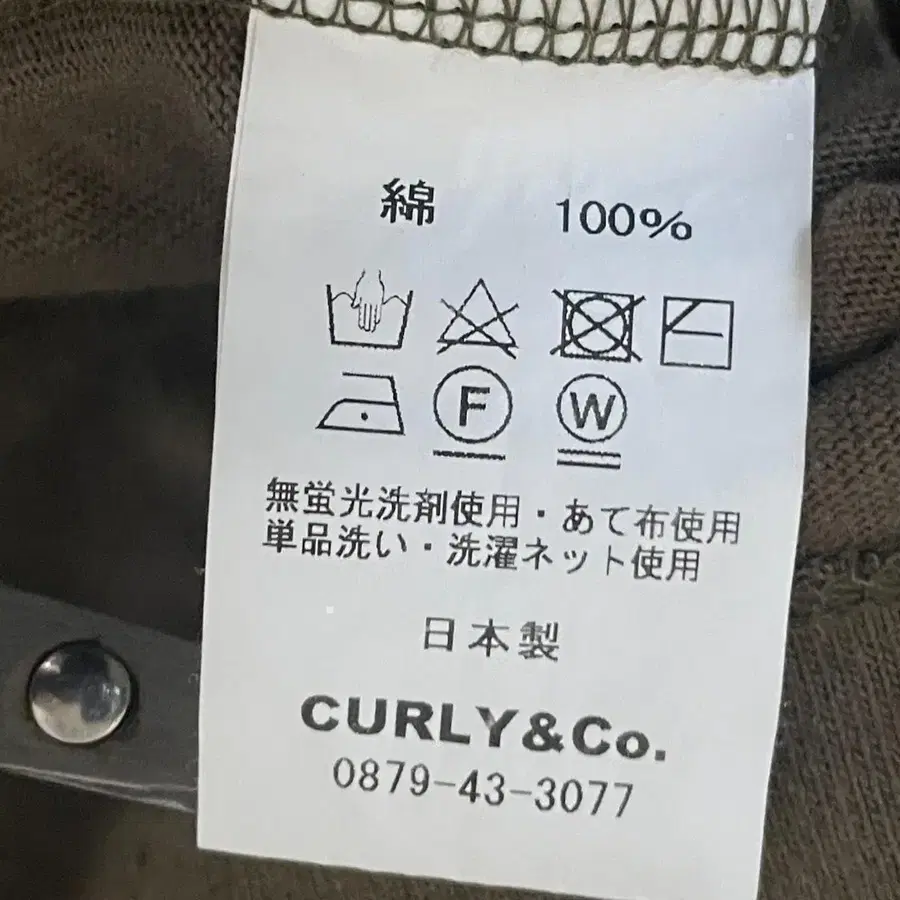 綿 100%
F W
無蛍光洗剤使用・あて布使用
単品洗い・洗濯ネット使用
日本製
CURLY&Co.
0879-43-3077